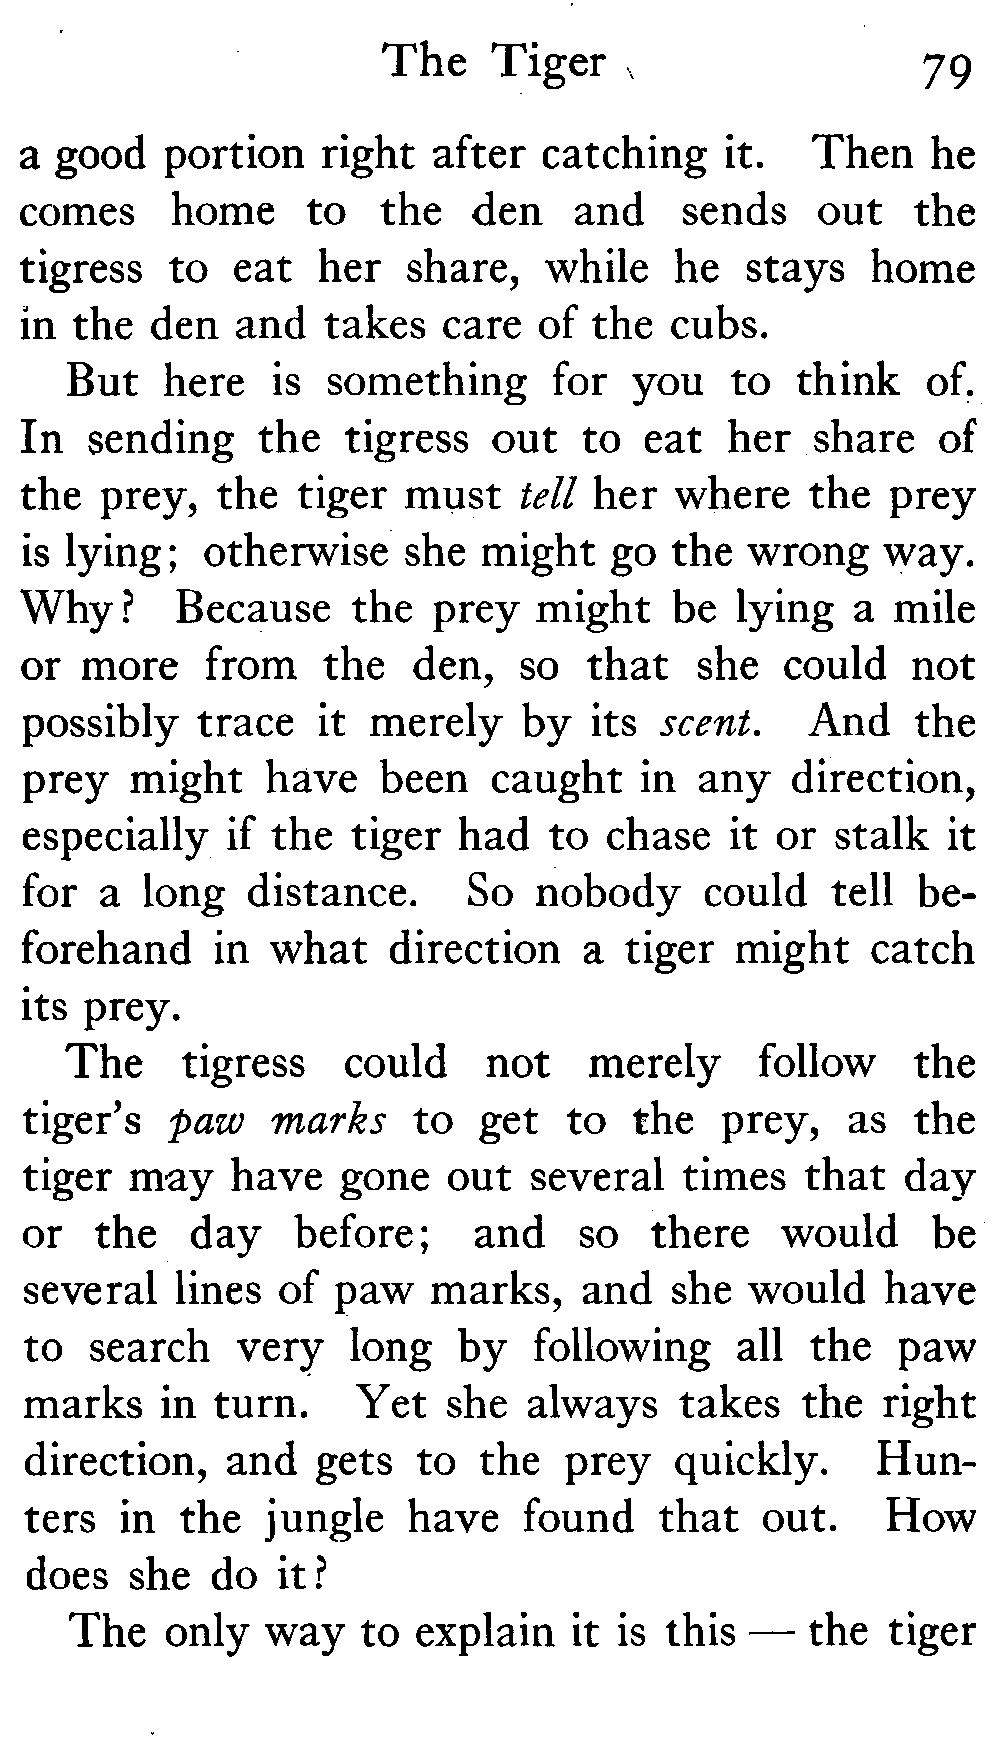 The Tiger 79
a good portion right after catching it. Then he
comes home to the den and sends out the
tigress to eat her share, while he stays home
in the den and takes care of the cubs.
But here is something for you to think of.
In sending the tigress out to eat her share of
the prey, the tiger must tell her where the prey
is lying; otherwise she might go the wrong way.
Why? Because the prey might be lying a mile
or more from the den, so that she could not
possibly trace it merely by its scent. And the
prey might have been caught in any direction,
especially if the tiger had to chase it or stalk it
for a long distance. So nobody could tell be-
forehand in what direction a tiger might catch
its prey.
The tigress could not merely follow the
tiger's paw marks to get to the prey, as the
tiger may have gone out several times that day
or the day before; and so there would be
several lines of paw marks, and she would have
to search very long by following all the paw
marks in turn. Yet she always takes the right
direction, and gets to the prey quickly. Hun-
ters in the jungle have found that out. How
does she do it?
The only way to explain it is this — the tiger